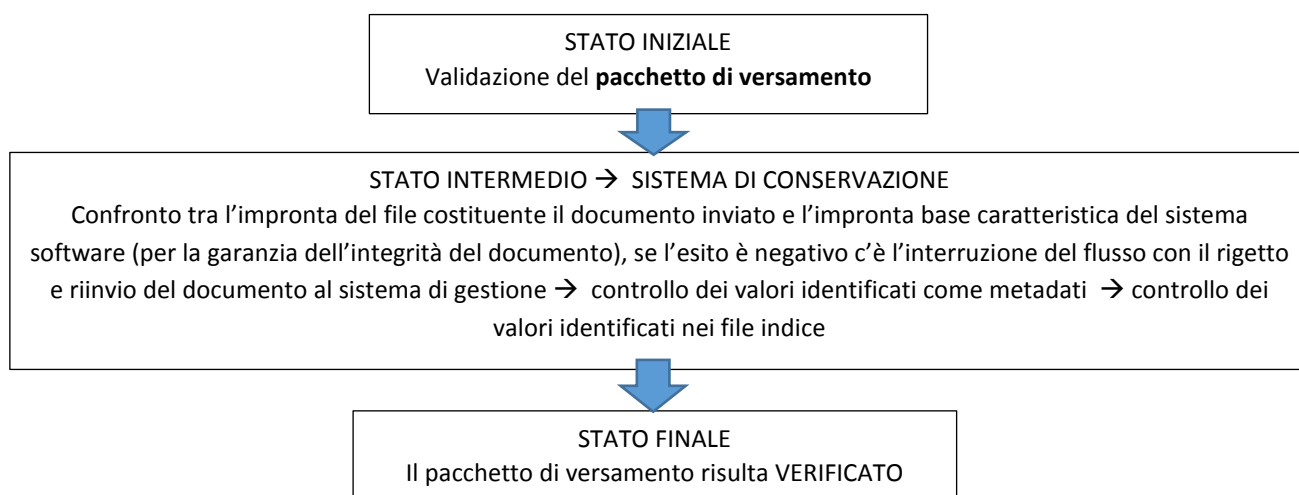 STATO INIZIALE
Validazione del pacchetto di versamento
STATO INTERMEDIO → SISTEMA DI CONSERVAZIONE
Confronto tra l’impronta del file costituente il documento inviato e l’impronta base caratteristica del sistema
software (per la garanzia dell’integrità del documento), se l’esito è negativo c’è l’interruzione del flusso con il rigetto
e riinvio del documento al sistema di gestione → controllo dei valori identificati come metadati → controllo dei
valori identificati nei file indice
STATO FINALE
Il pacchetto di versamento risulta VERIFICATO